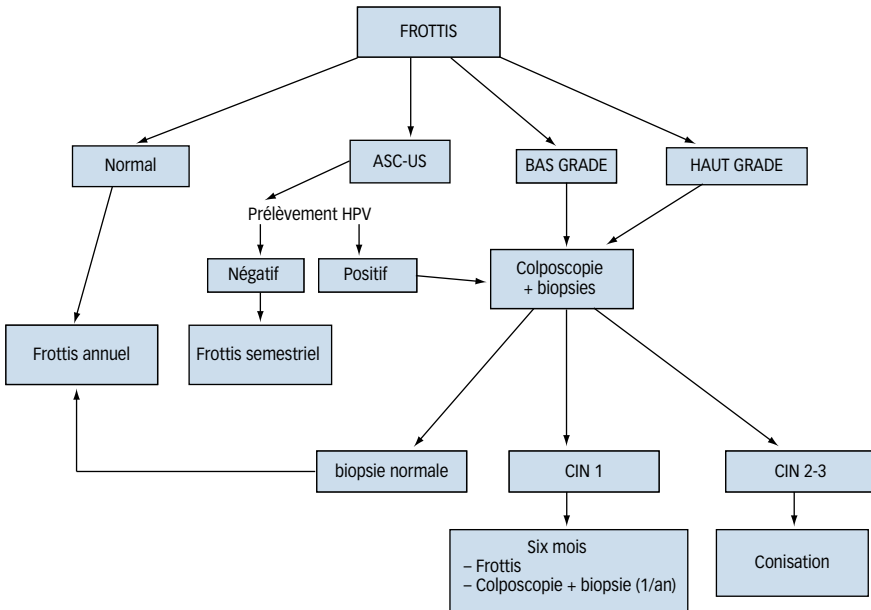 FROTTIS
Normal
ASC-US
BAS GRADE
HAUT GRADE
Prélèvement HPV
Négatif
Positif
Colposcopie
+ biopsies
Frottis annuel
Frottis semestriel
biopsie normale
CIN 1
CIN 2-3
Six mois
– Frottis
– Colposcopie + biopsie (1/an)
Conisation